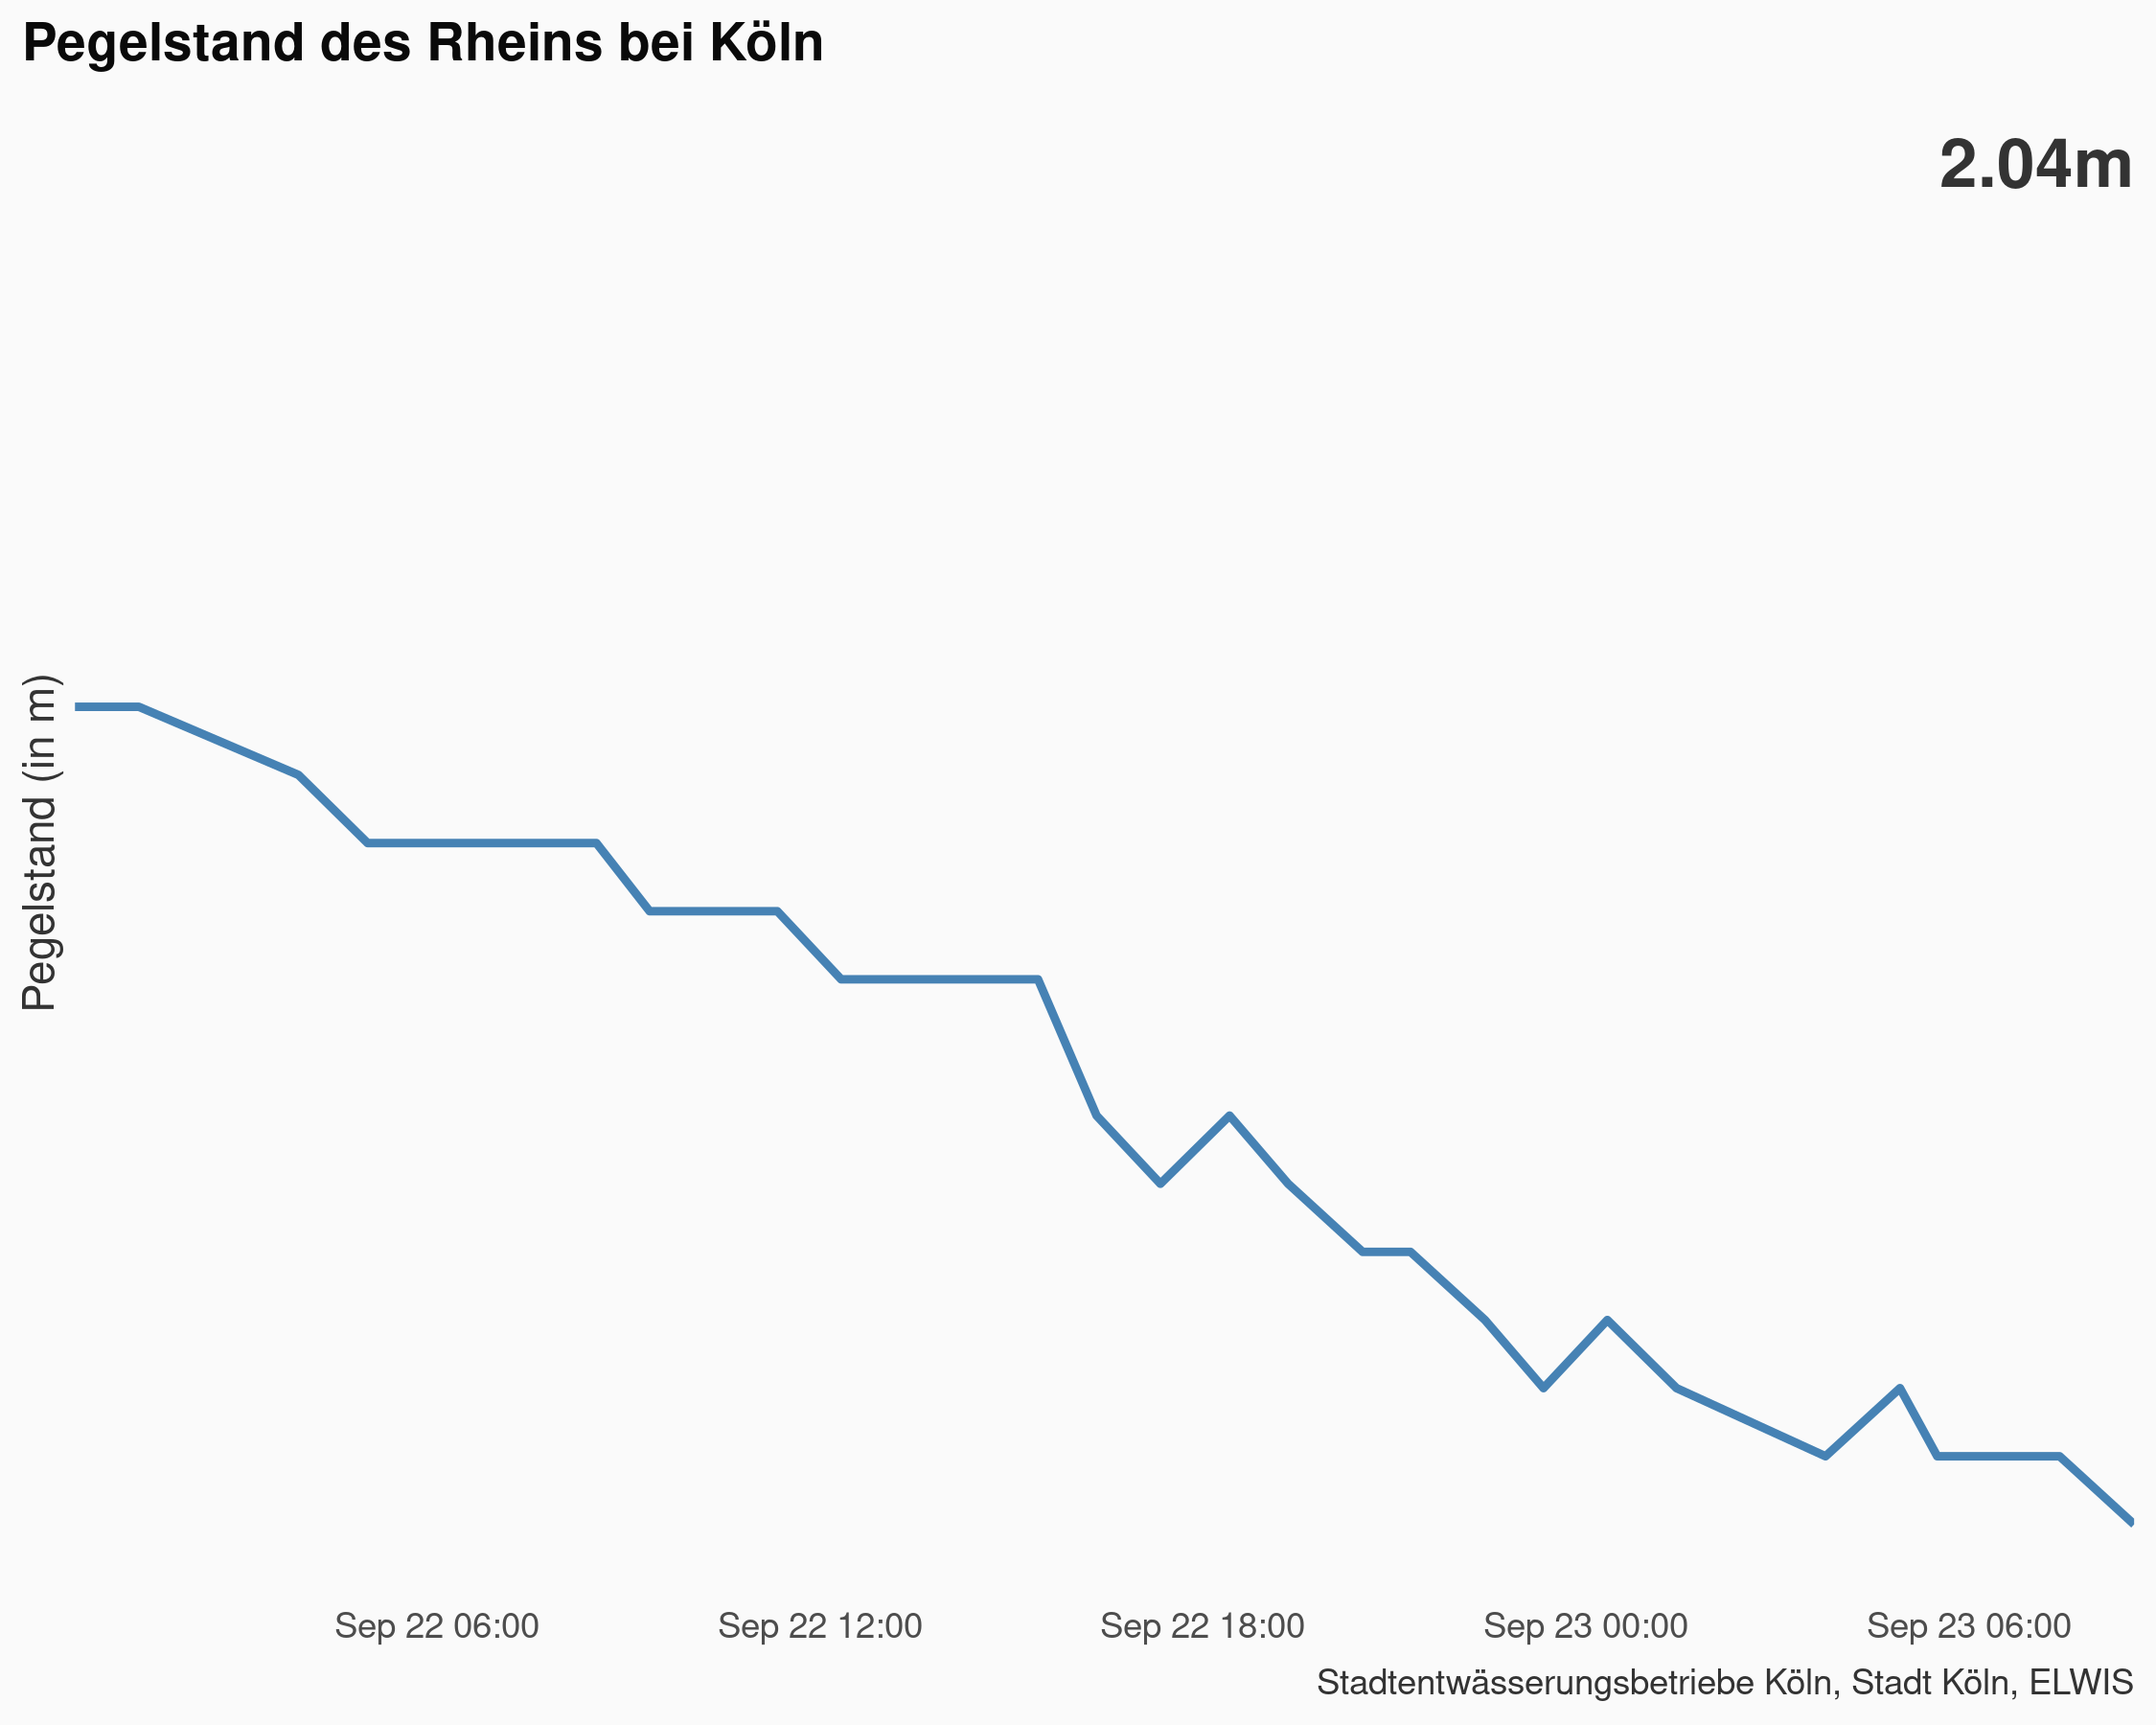 Pegelstand des Rheins bei Köln
2.04m
Pegelstand (in m)
Sep 22 06:00
Sep 22 12:00
Sep 22 18:00
Sep 23 00:00
Sep 23 06:00
Stadtentwässerungsbetriebe Köln, Stadt Köln, ELWIS